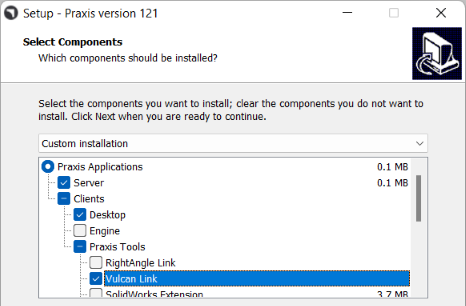 Setup - Praxis version 121
Select Components
Which components should be installed?
Select the components you want to install; clear the components you do not want to
install. Click Next when you are ready to continue.
Custom installation
Praxis Applications 0.1 MB
Server 0.1 MB
Clients
Desktop
Engine
Praxis Tools
RightAngle Link
Vulcan Link
SolidWorks Extension 3.7 MB